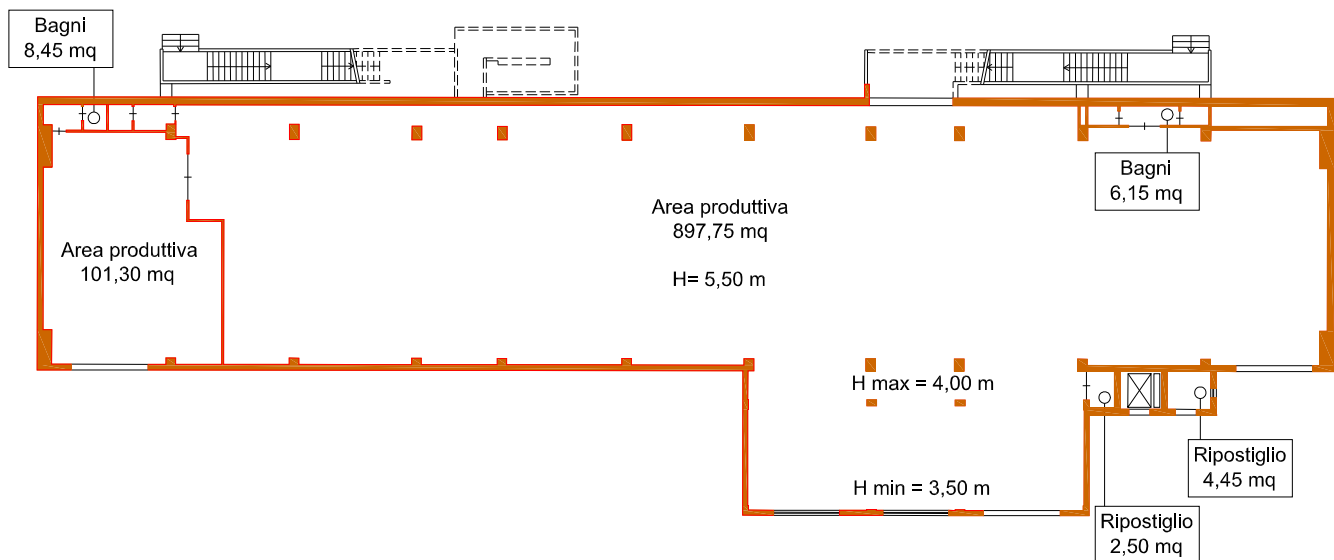 Bagni
8,45 mq
Area produttiva
897,75 mq
H= 5,50 m
Bagni
6,15 mq
Area produttiva
101,30 mq
H max = 4,00 m
H min = 3,50 m
Ripostiglio
4,45 mq
Ripostiglio
2,50 mq